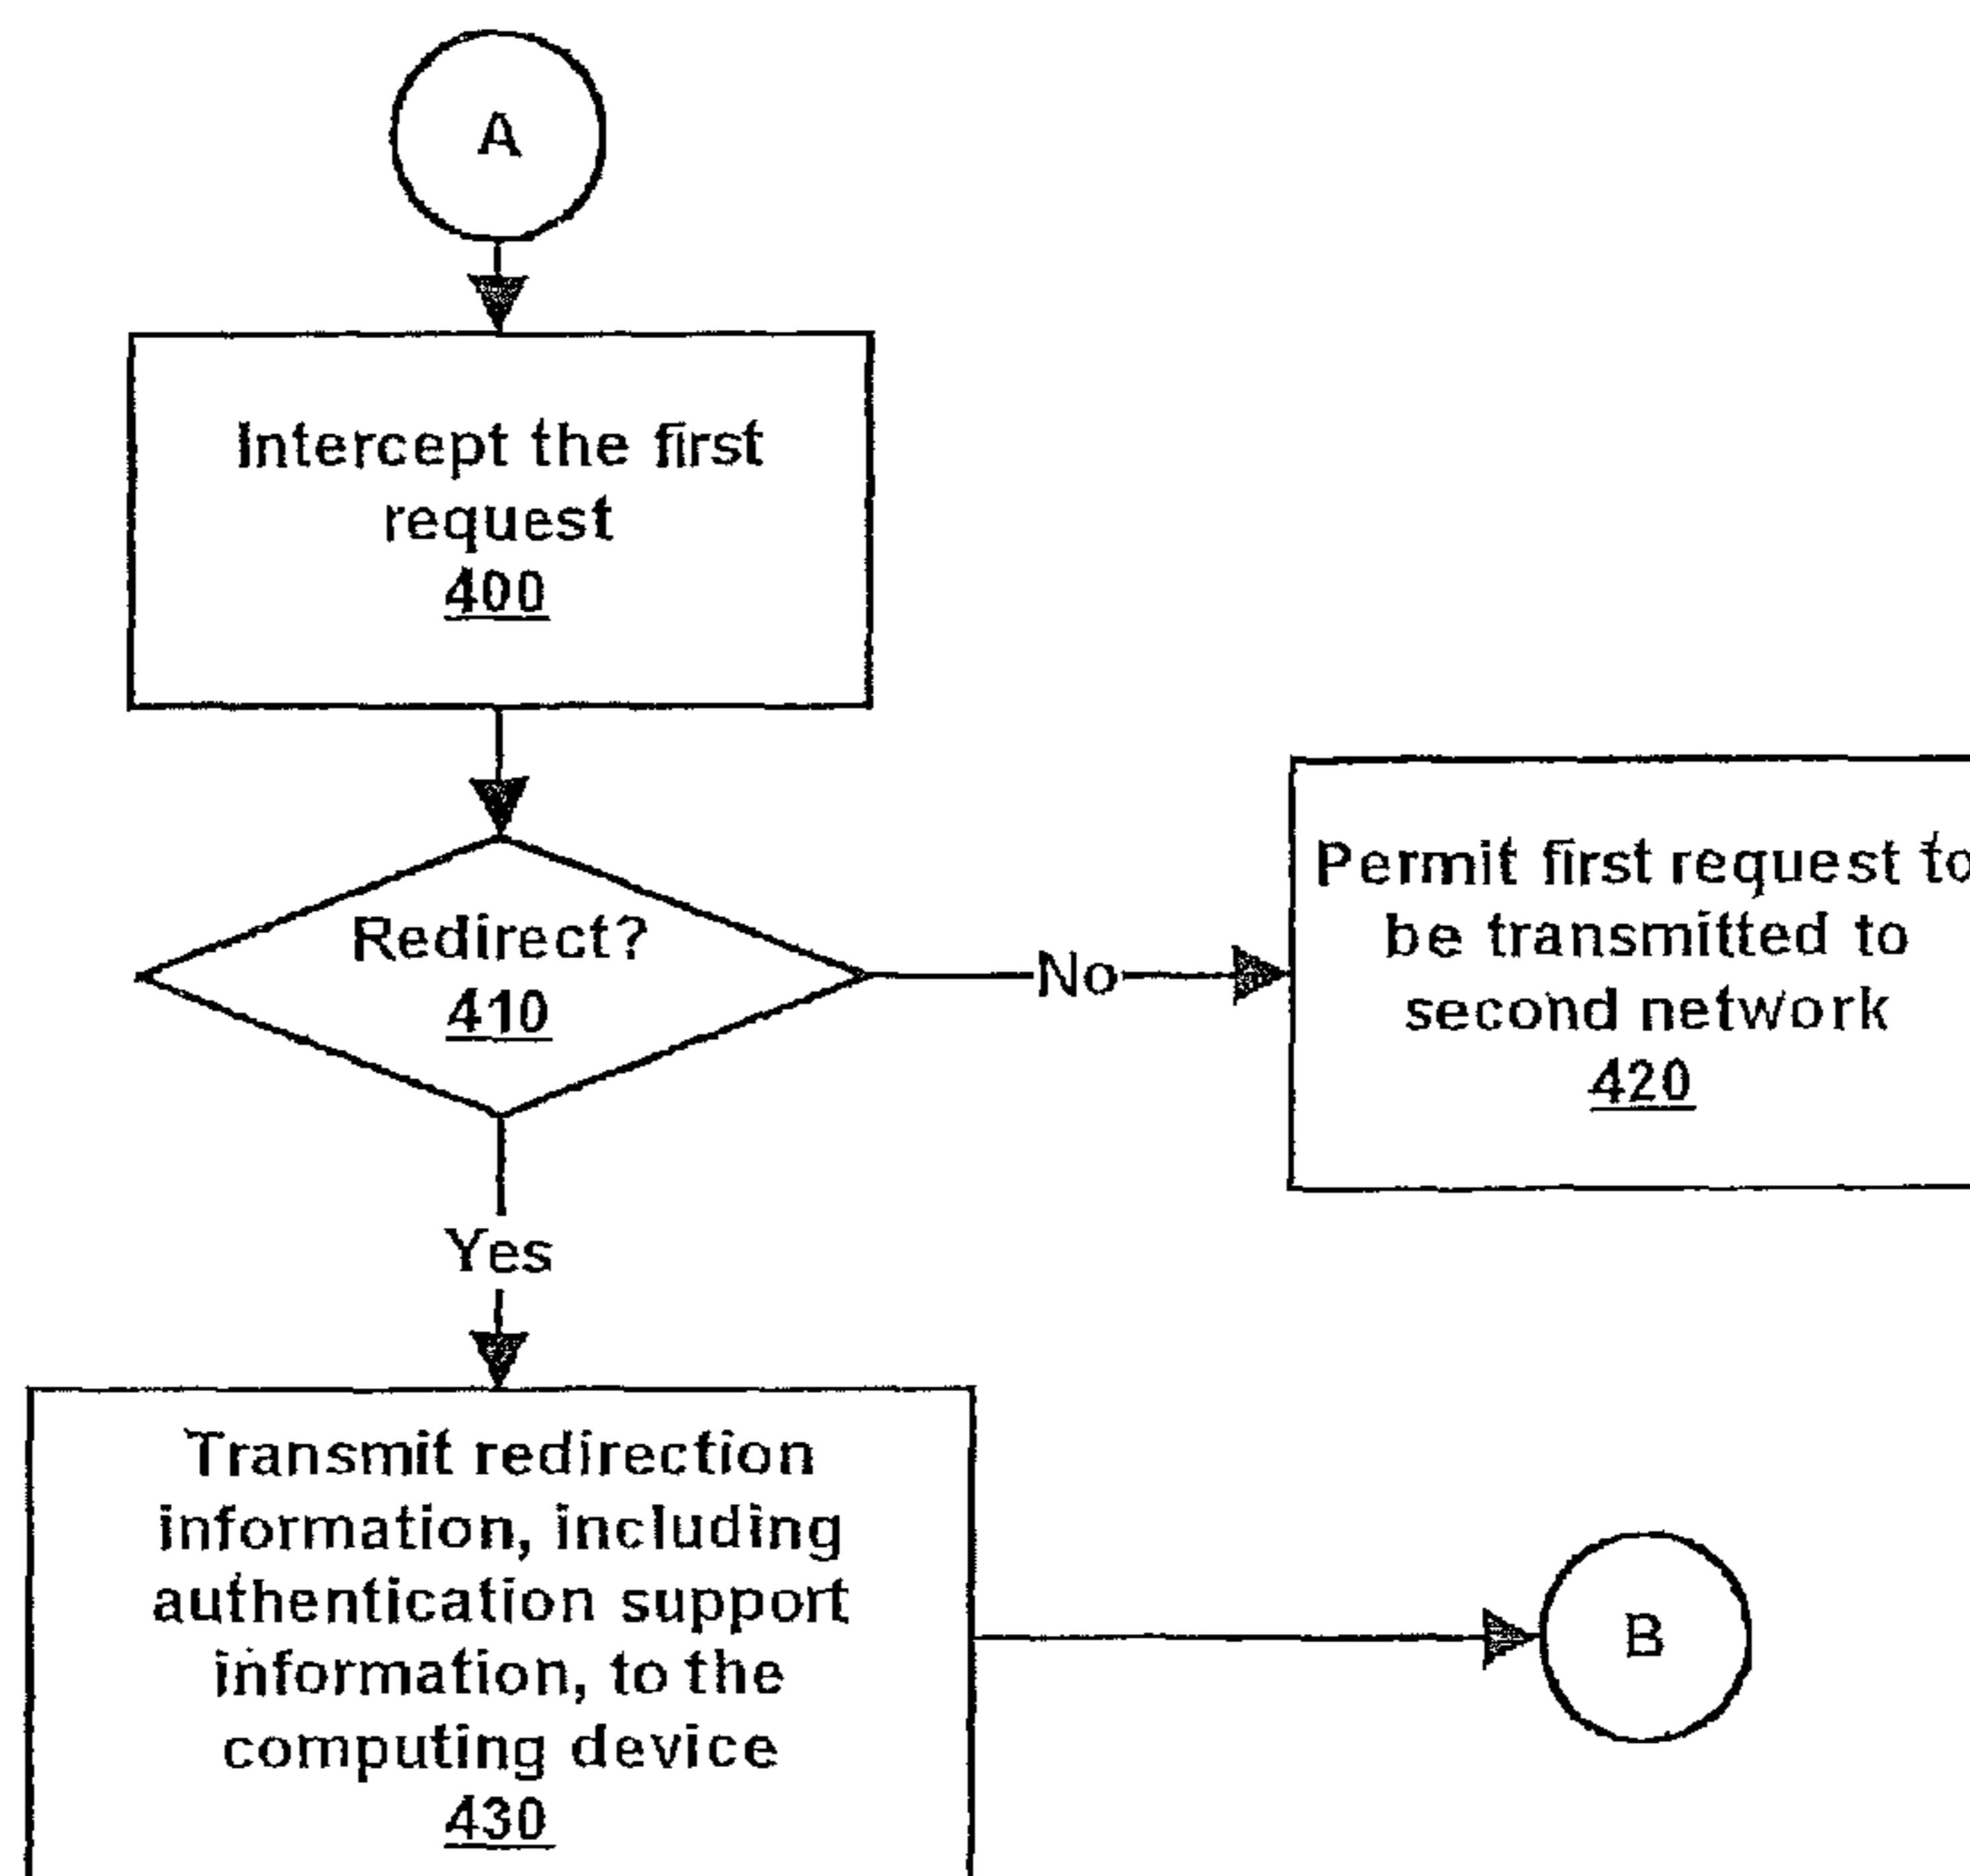 A
Intercept the first
request
400
Redirect?
410
No
Permit first request to
be transmitted to
second network
420
Yes
Transmit redirection
information, including
authentication support
information, to the
computing device
430
B